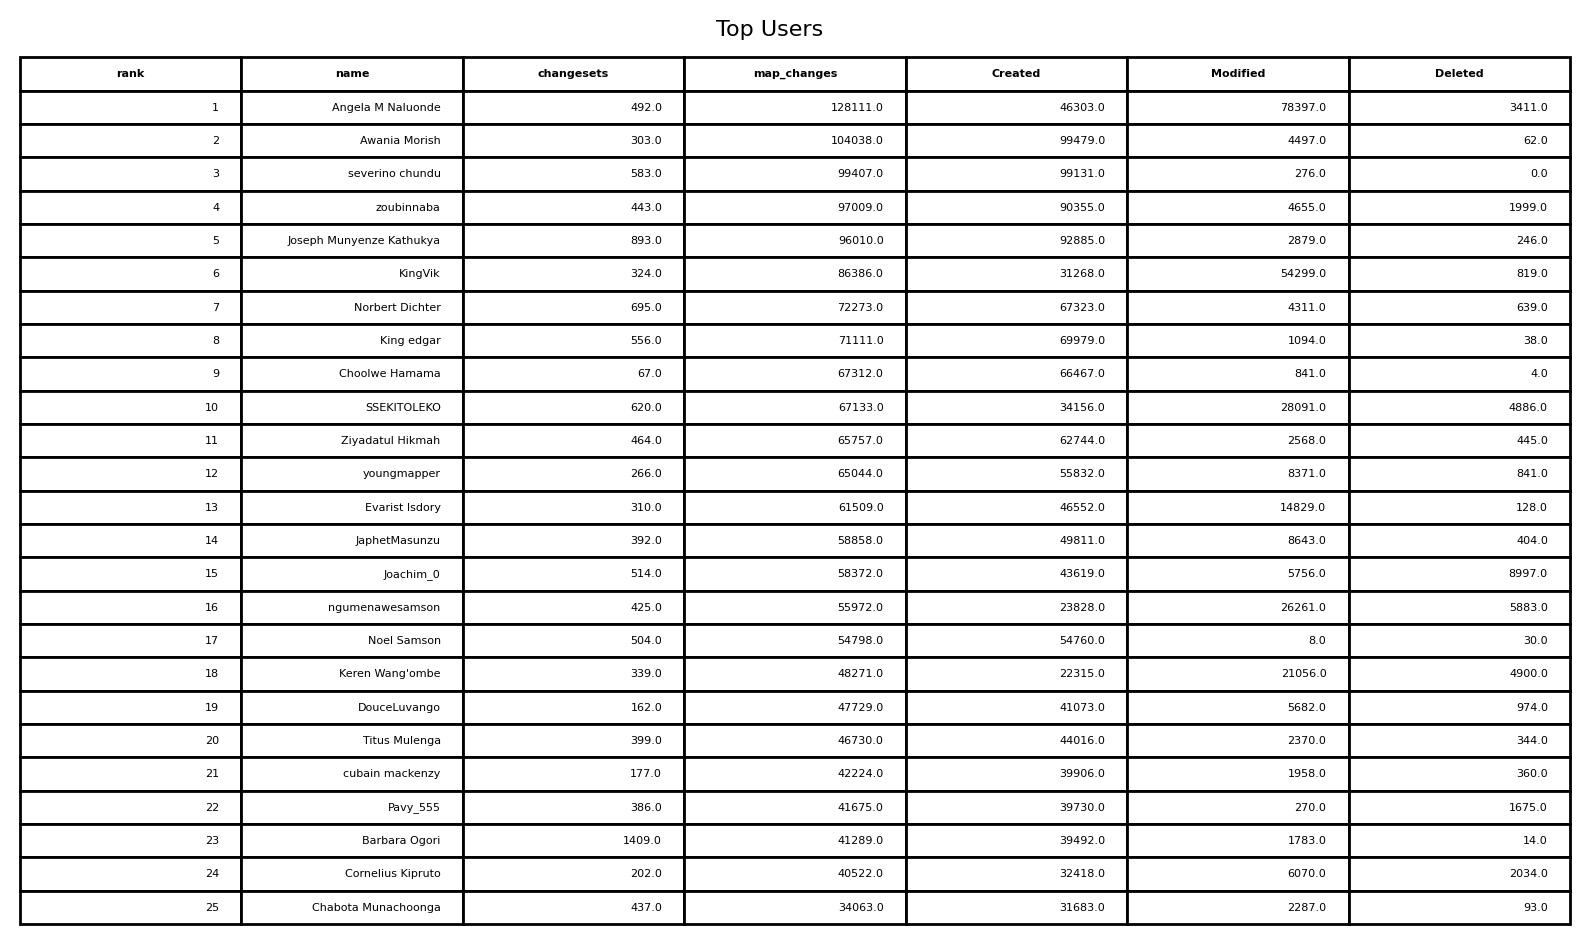 Top Users
rank name changesets map_changes Created Modified Deleted
1 Angela M Naluonde 492.0 128111.0 46303.0 78397.0 3411.0
2 Awania Morish 303.0 104038.0 99479.0 4497.0 62.0
3 severino chundu 583.0 99407.0 99131.0 276.0 0.0
4 zoubinnaba 443.0 97009.0 90355.0 4655.0 1999.0
5 Joseph Munyenze Kathukya 893.0 96010.0 92885.0 2879.0 246.0
6 KingVik 324.0 86386.0 31268.0 54299.0 819.0
7 Norbert Dichter 695.0 72273.0 67323.0 4311.0 639.0
8 King edgar 556.0 71111.0 69979.0 1094.0 38.0
9 Choolwe Hamama 67.0 67312.0 66467.0 841.0 4.0
10 SSEKITOLEKO 620.0 67133.0 34156.0 28091.0 4886.0
11 Ziyadatul Hikmah 464.0 65757.0 62744.0 2568.0 445.0
12 youngmapper 266.0 65044.0 55832.0 8371.0 841.0
13 Evarist Isdory 310.0 61509.0 46552.0 14829.0 128.0
14 JaphetMasunzu 392.0 58858.0 49811.0 8643.0 404.0
15 Joachim_0 514.0 58372.0 43619.0 5756.0 8997.0
16 ngumenawesamson 425.0 55972.0 23828.0 26261.0 5883.0
17 Noel Samson 504.0 54798.0 54760.0 8.0 30.0
18 Keren Wang'ombe 339.0 48271.0 22315.0 21056.0 4900.0
19 DouceLuvango 162.0 47729.0 41073.0 5682.0 974.0
20 Titus Mulenga 399.0 46730.0 44016.0 2370.0 344.0
21 cubain mackenzy 177.0 42224.0 39906.0 1958.0 360.0
22 Pavy_555 386.0 41675.0 39730.0 270.0 1675.0
23 Barbara Ogori 1409.0 41289.0 39492.0 1783.0 14.0
24 Cornelius Kipruto 202.0 40522.0 32418.0 6070.0 2034.0
25 Chabota Munachoonga 437.0 34063.0 31683.0 2287.0 93.0